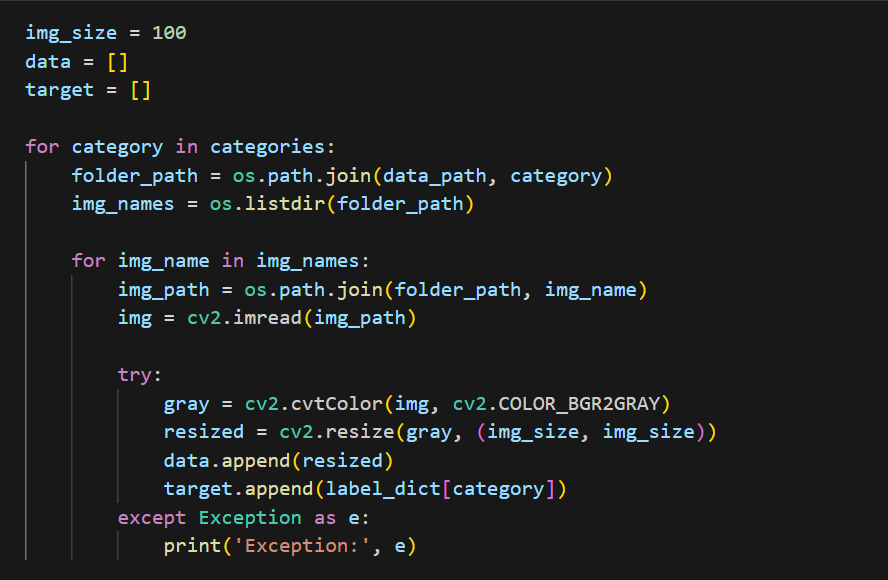 img_size = 100
data = []
target = []
for category in categories:
    folder_path = os.path.join(data_path, category)
    img_names = os.listdir(folder_path)
    for img_name in img_names:
        img_path = os.path.join(folder_path, img_name)
        img = cv2.imread(img_path)
        try:
            gray = cv2.cvtColor(img, cv2.COLOR_BGR2GRAY)
            resized = cv2.resize(gray, (img_size, img_size))
            data.append(resized)
            target.append(label_dict[category])
        except Exception as e:
            print('Exception:', e)